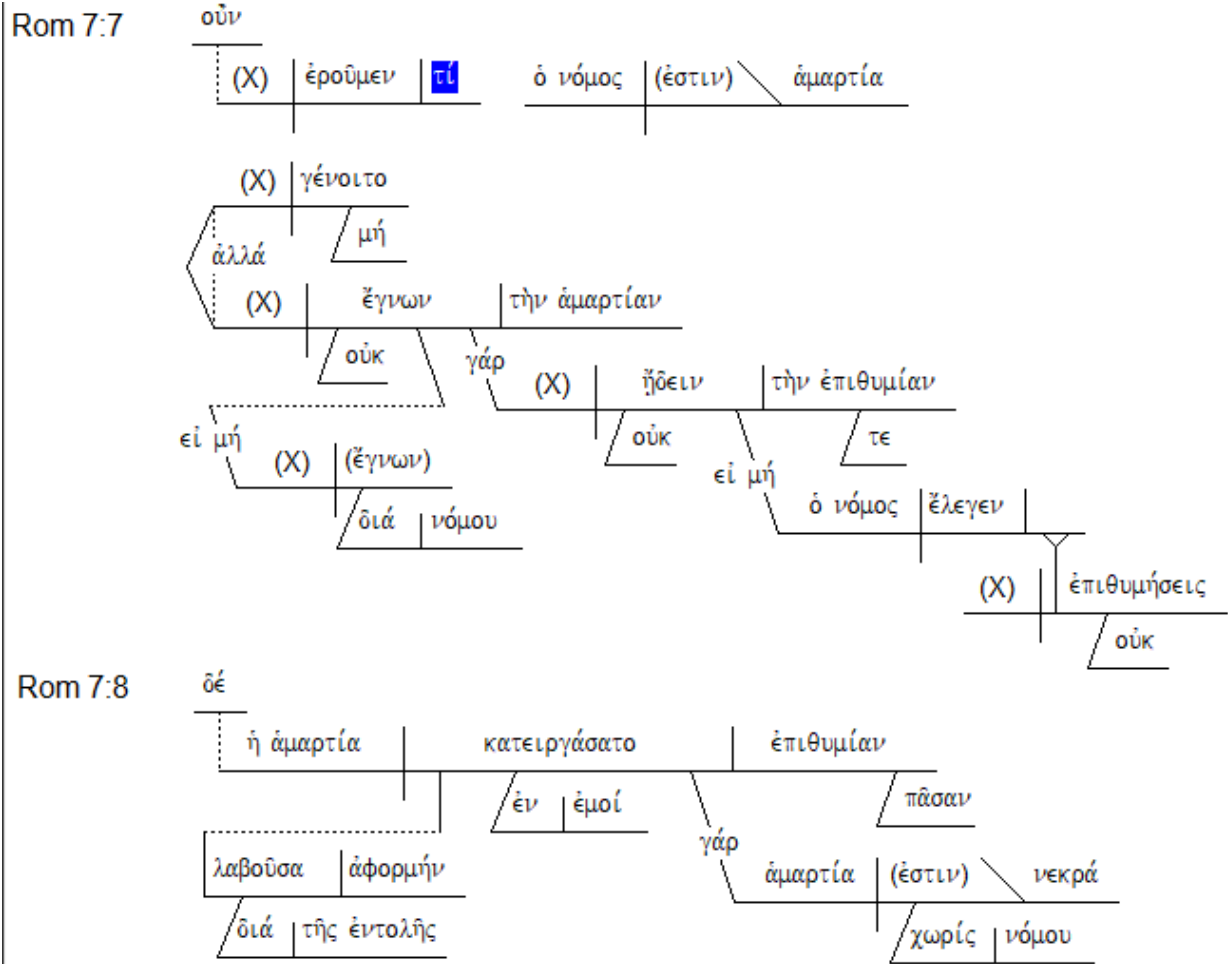 Rom 7:7
οὖν
(X) ἐροῦμεν τί ὁ νόμος (ἐστιν) ἁμαρτία
(X) γένοιτο
μή
ἀλλά
(X) ἔγνων τὴν ἁμαρτίαν
οὐκ
γάρ
(X) ᾔδειν τὴν ἐπιθυμίαν
εἰ μή
οὐκ
τε
(X) (ἔγνων)
εἰ μή
διά νόμου
ὁ νόμος ἔλεγεν
(X) ἐπιθυμήσεις
οὐκ
Rom 7:8
δέ
ἡ ἁμαρτία κατειργάσατο ἐπιθυμίαν
ἐν ἐμοί
πᾶσαν
γάρ
λαβοῦσα ἀφορμήν
ἁμαρτία (ἐστιν) νεκρά
διά τῆς ἐντολῆς
χωρίς νόμου